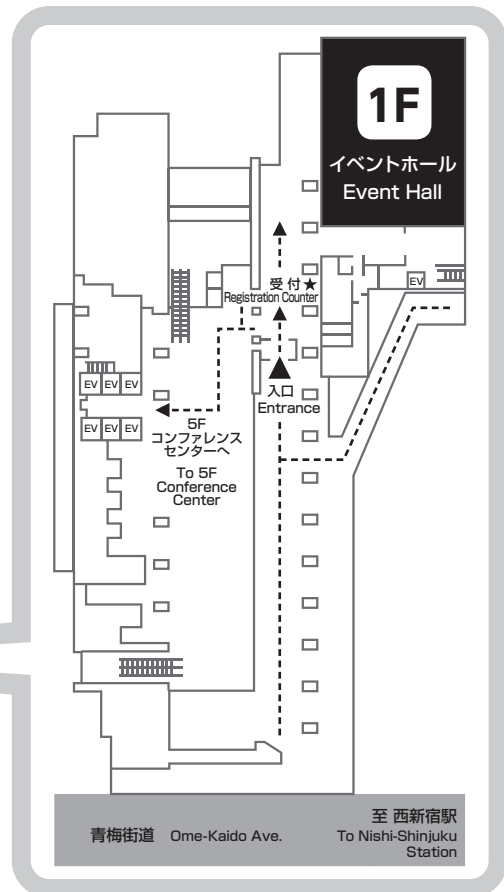 1F
イベントホール
Event Hall
EV
受付★
Registration Counter
入口
Entrance
EV EV EV
EV EV EV
5F
コンファレンス
センターへ
To 5F
Conference
Center
青梅街道 Ome-Kaido Ave.
至 西新宿駅
To Nishi-Shinjuku
Station